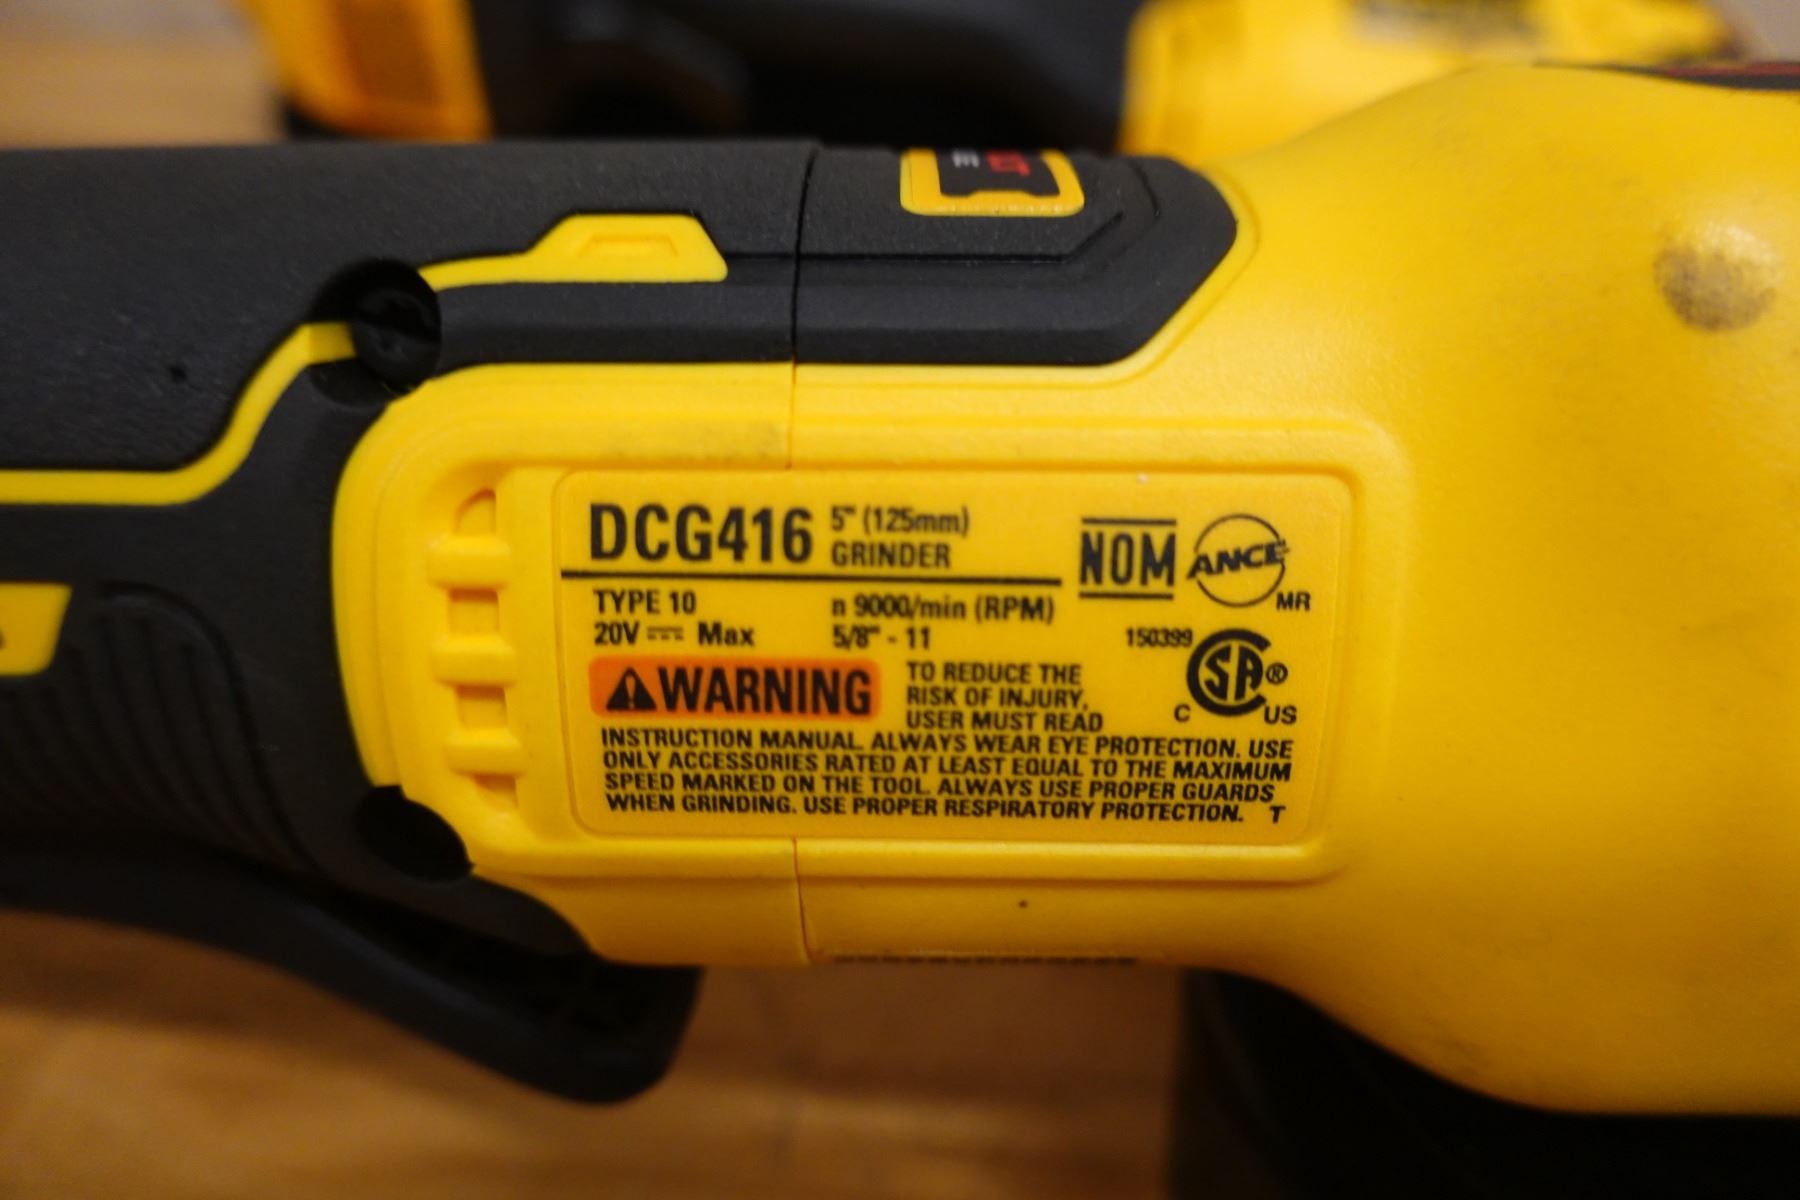 DCG416 5" (125mm)
GRINDER
NOM ANCE MR
TYPE 10 n 9000/min (RPM)
20V Max 5/8" - 11
150399
C SA® US
WARNING TO REDUCE THE
RISK OF INJURY,
USER MUST READ
INSTRUCTION MANUAL. ALWAYS WEAR EYE PROTECTION. USE
ONLY ACCESSORIES RATED AT LEAST EQUAL TO THE MAXIMUM
SPEED MARKED ON THE TOOL. ALWAYS USE PROPER GUARDS
WHEN GRINDING. USE PROPER RESPIRATORY PROTECTION. T